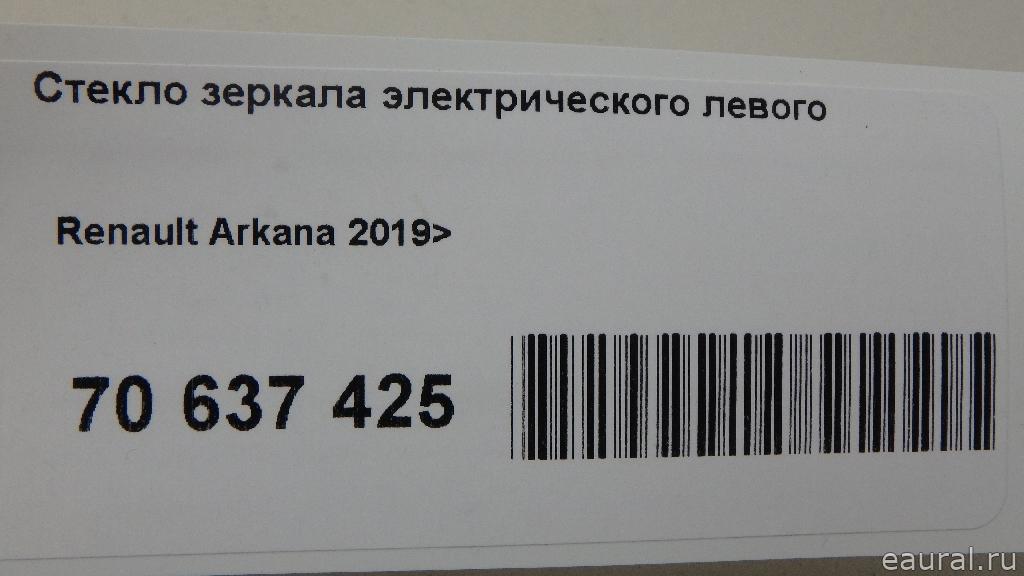 Стекло зеркала электрического левого
Renault Arkana 2019>
70 637 425
eaural.ru